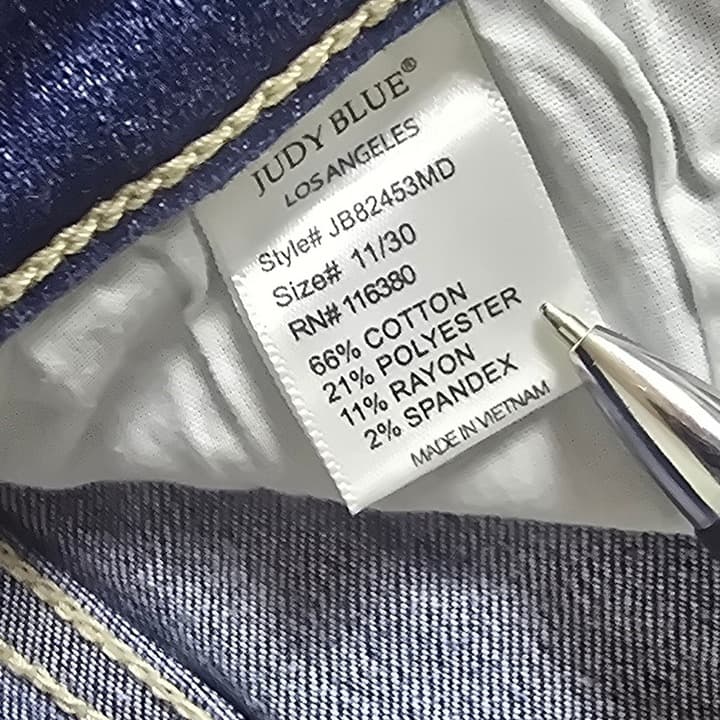 JUDY BLUE®
LOS ANGELES
Style# JB82453MD
Size# 11/30
RN# 116380
66% COTTON
21% POLYESTER
11% RAYON
2% SPANDEX
MADE IN VIETNAM